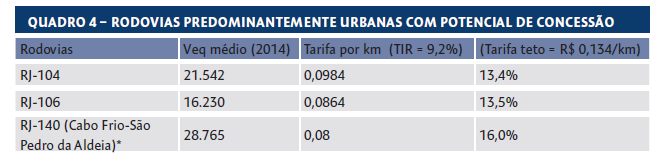 QUADRO 4 – RODOVIAS PREDOMINANTEMENTE URBANAS COM POTENCIAL DE CONCESSÃO
Rodovias Veq médio (2014) Tarifa por km (TIR = 9,2%) (Tarifa teto = R$ 0,134/km)
RJ-104 21.542 0,0984 13,4%
RJ-106 16.230 0,0864 13,5%
RJ-140 (Cabo Frio-São
Pedro da Aldeia)* 28.765 0,08 16,0%